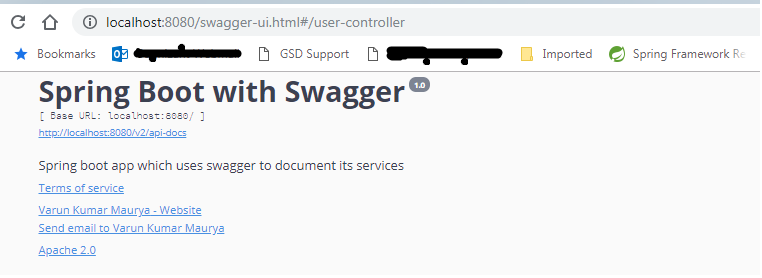 localhost:8080/swagger-ui.html#/user-controller
Bookmarks GSD Support Imported Spring Framework Re
Spring Boot with Swagger 1.0
[ Base URL: localhost:8080/ ]
http://localhost:8080/v2/api-docs
Spring boot app which uses swagger to document its services
Terms of service
Varun Kumar Maurya - Website
Send email to Varun Kumar Maurya
Apache 2.0